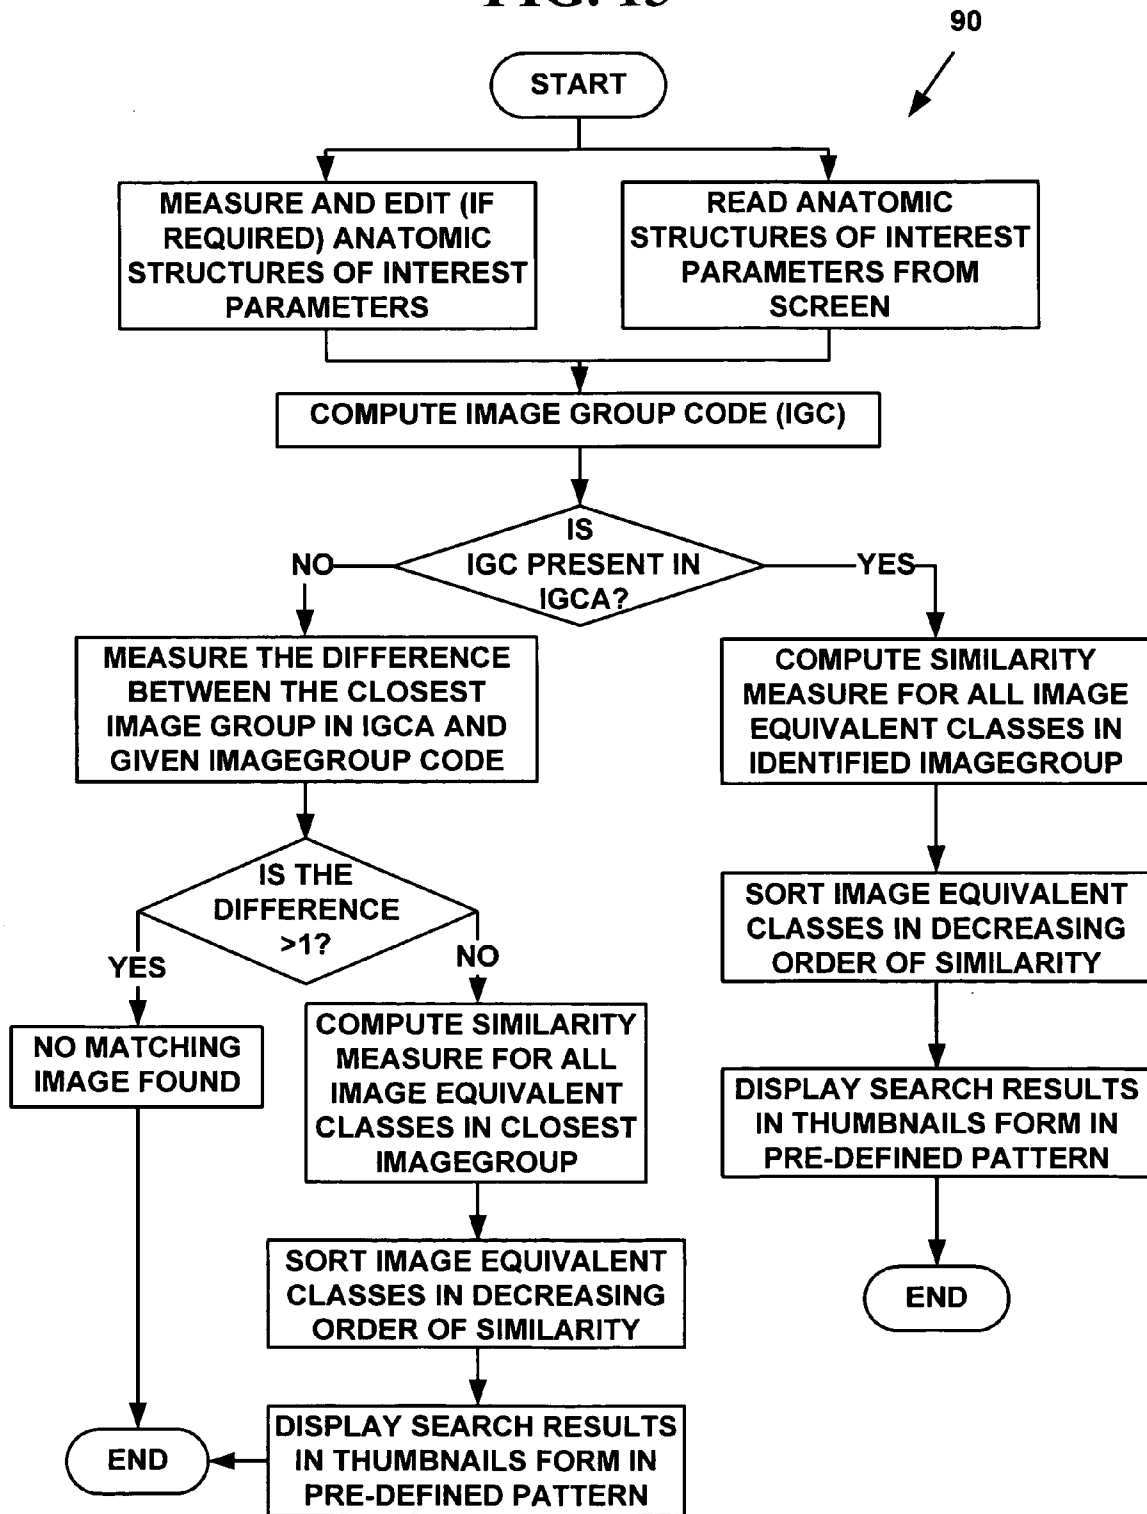 90
START
MEASURE AND EDIT (IF
REQUIRED) ANATOMIC
STRUCTURES OF INTEREST
PARAMETERS
READ ANATOMIC
STRUCTURES OF INTEREST
PARAMETERS FROM
SCREEN
COMPUTE IMAGE GROUP CODE (IGC)
IS
IGC PRESENT IN
IGCA?
NO
YES
MEASURE THE DIFFERENCE
BETWEEN THE CLOSEST
IMAGE GROUP IN IGCA AND
GIVEN IMAGEGROUP CODE
COMPUTE SIMILARITY
MEASURE FOR ALL IMAGE
EQUIVALENT CLASSES IN
IDENTIFIED IMAGEGROUP
IS THE
DIFFERENCE
>1?
YES
NO
SORT IMAGE EQUIVALENT
CLASSES IN DECREASING
ORDER OF SIMILARITY
NO MATCHING
IMAGE FOUND
COMPUTE SIMILARITY
MEASURE FOR ALL
IMAGE EQUIVALENT
CLASSES IN CLOSEST
IMAGEGROUP
DISPLAY SEARCH RESULTS
IN THUMBNAILS FORM IN
PRE-DEFINED PATTERN
SORT IMAGE EQUIVALENT
CLASSES IN DECREASING
ORDER OF SIMILARITY
END
DISPLAY SEARCH RESULTS
IN THUMBNAILS FORM IN
PRE-DEFINED PATTERN
END